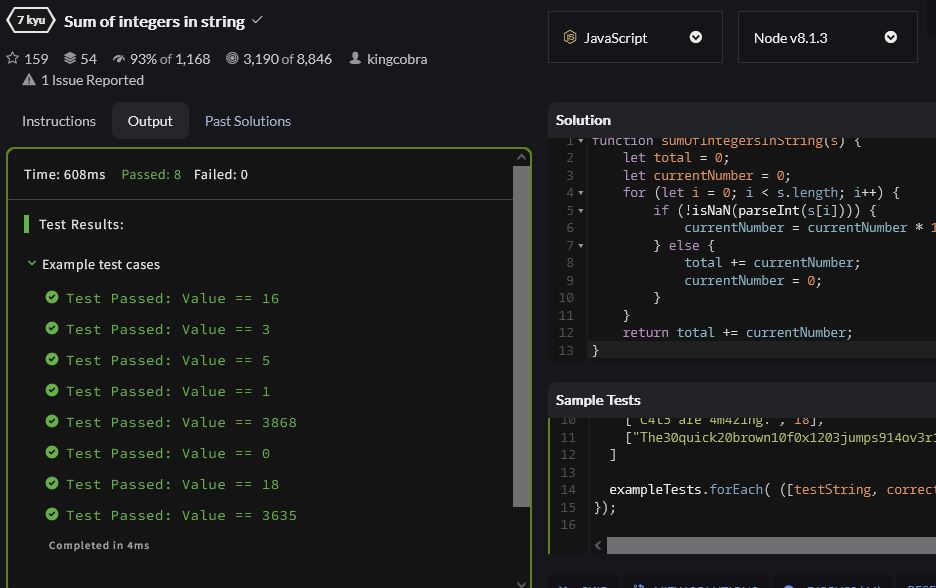 7 kyu Sum of integers in string
159 54 93% of 1,168 3,190 of 8,846 kingcobra
1 Issue Reported
Instructions Output Past Solutions
Time: 608ms Passed: 8 Failed: 0
Test Results:
Example test cases
Test Passed: Value == 16
Test Passed: Value == 3
Test Passed: Value == 5
Test Passed: Value == 1
Test Passed: Value == 3868
Test Passed: Value == 0
Test Passed: Value == 18
Test Passed: Value == 3635
Completed in 4ms
JavaScript
Node v8.1.3
Solution
1 function sumOfIntegersInString(s) {
2 let total = 0;
3 let currentNumber = 0;
4 for (let i = 0; i < s.length; i++) {
5 if (!isNaN(parseInt(s[i]))) {
6 currentNumber = currentNumber * 1
7 } else {
8 total += currentNumber;
9 currentNumber = 0;
10 }
11 }
12 return total += currentNumber;
13 }
Sample Tests
10 ["C4t5 are 4m4z1ng.", 18],
11 ["The30quick20brown10f0x1203jumps914ov3r1
12 ]
13
14 exampleTests.forEach( ([testString, correct
15 });
16